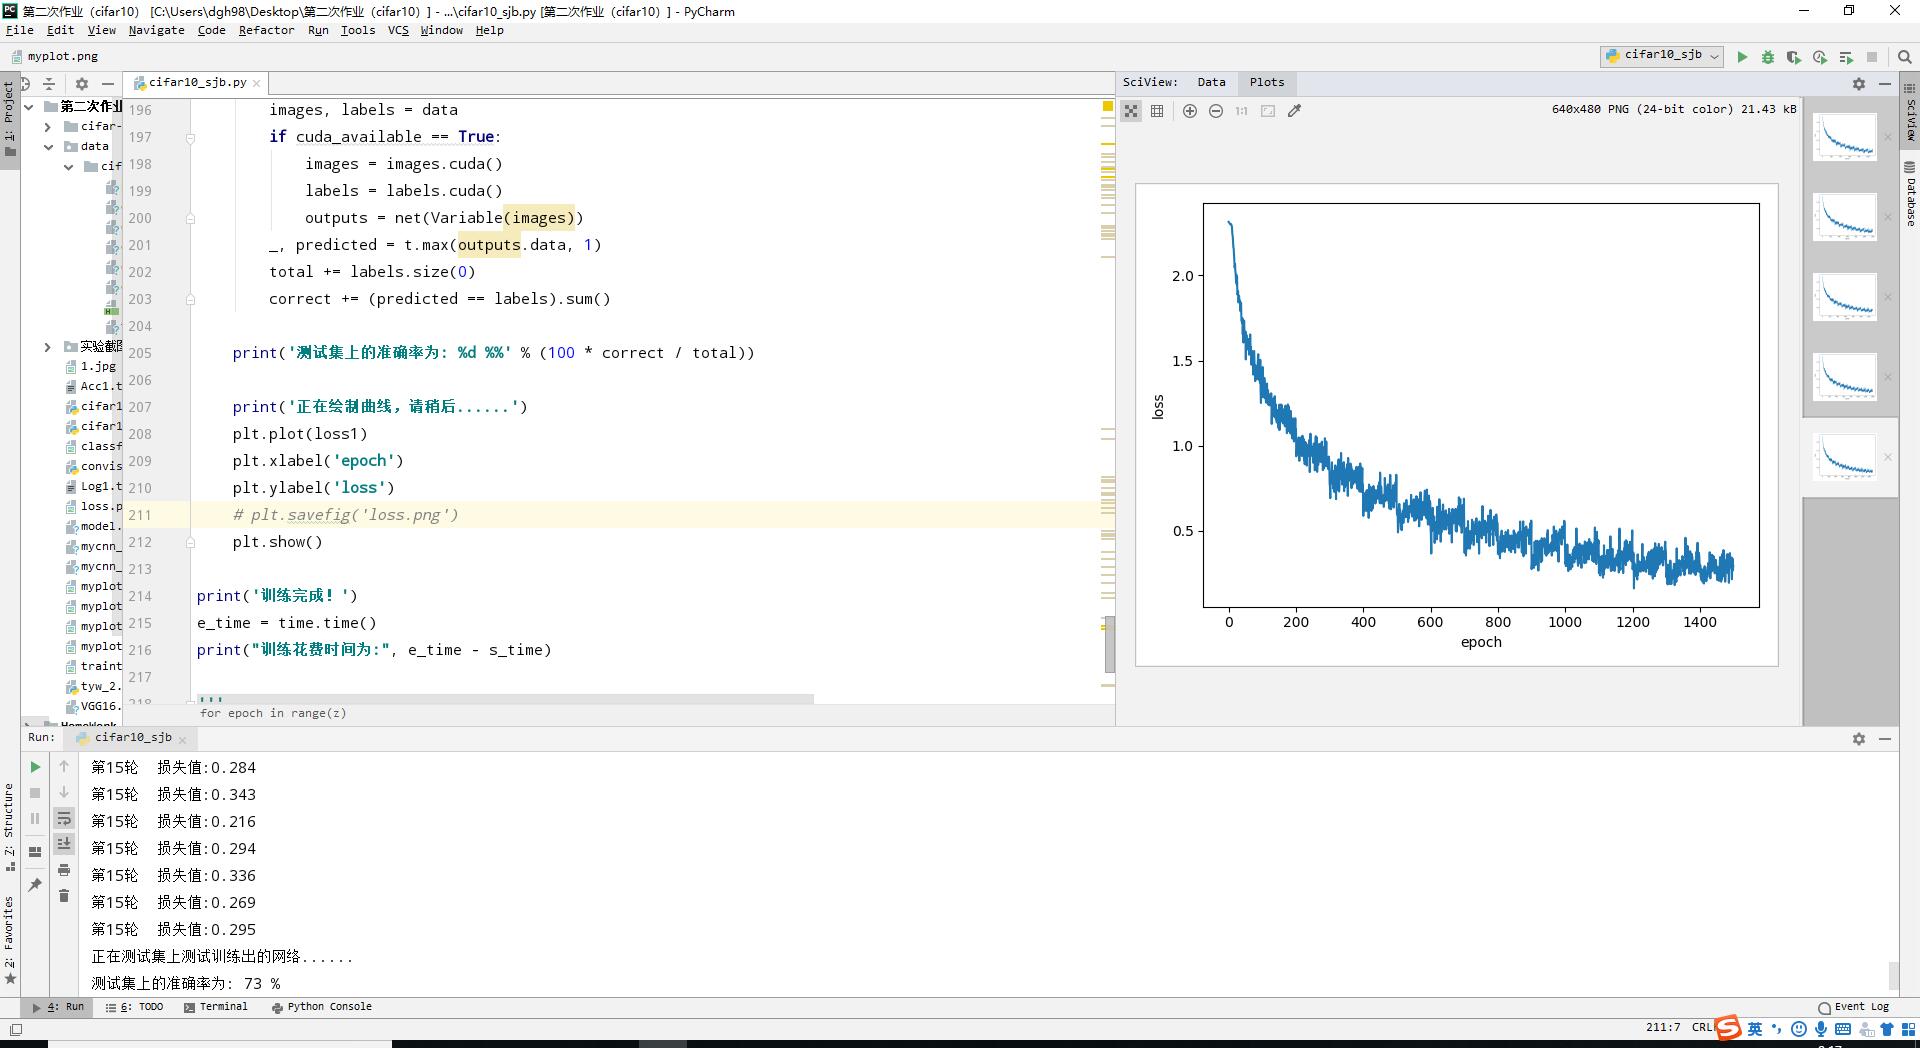 第二次作业（cifar10） [C:\Users\dgh98\Desktop\第二次作业（cifar10）] - ...\cifar10_sjb.py [第二次作业（cifar10）] - PyCharm
File Edit View Navigate Code Refactor Run Tools VCS Window Help
myplot.png
cifar10_sjb
1: Project
Z: Structure
2: Favorites
第二次作业
cifar-
data
cif
实验截图
1.jpg
Acc1.t
cifar1
cifar1
classf
convis
Log1.t
loss.p
model.
mycnn_
mycnn_
myplot
myplot
myplot
myplot
traint
tyw_2.
VGG16.
HomeWork
cifar10_sjb.py
196 images, labels = data
197 if cuda_available == True:
198 images = images.cuda()
199 labels = labels.cuda()
200 outputs = net(Variable(images))
201 _, predicted = t.max(outputs.data, 1)
202 total += labels.size(0)
203 correct += (predicted == labels).sum()
204
205 print('测试集上的准确率为: %d %%' % (100 * correct / total))
206
207 print('正在绘制曲线，请稍后......')
208 plt.plot(loss1)
209 plt.xlabel('epoch')
210 plt.ylabel('loss')
211 # plt.savefig('loss.png')
212 plt.show()
213
214 print('训练完成！')
215 e_time = time.time()
216 print("训练花费时间为:", e_time - s_time)
217
218 '''
for epoch in range(z)
SciView: Data Plots
1:1
640x480 PNG (24-bit color) 21.43 kB
SciView
Database
2.0
1.5
1.0
0.5
loss
0 200 400 600 800 1000 1200 1400
epoch
Run: cifar10_sjb
第15轮 损失值:0.284
第15轮 损失值:0.343
第15轮 损失值:0.216
第15轮 损失值:0.294
第15轮 损失值:0.336
第15轮 损失值:0.269
第15轮 损失值:0.295
正在测试集上测试训练出的网络......
测试集上的准确率为: 73 %
4: Run 6: TODO Terminal Python Console
Event Log
211:7 CRL
英